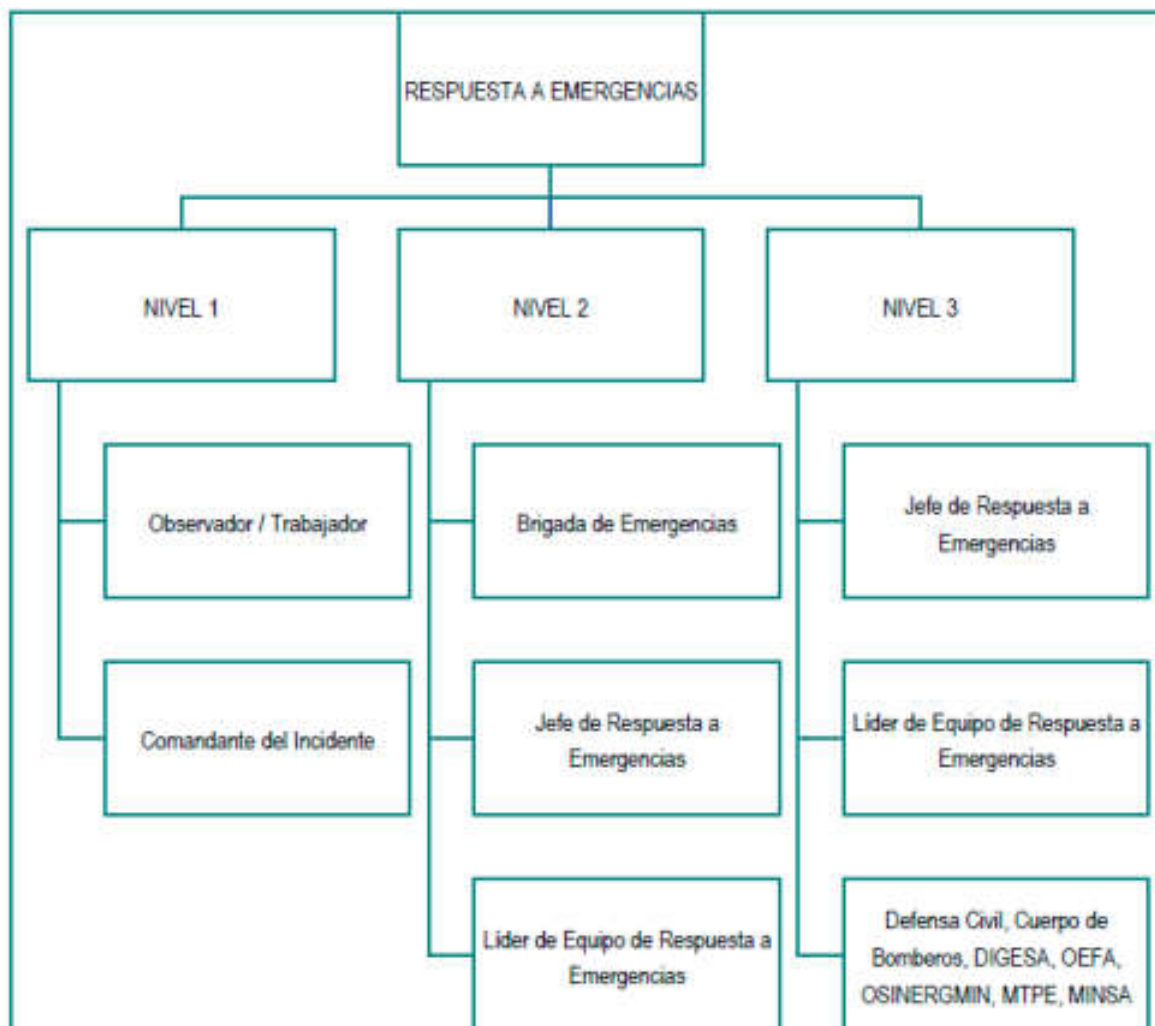 RESPUESTA A EMERGENCIAS
NIVEL 1
NIVEL 2
NIVEL 3
Observador / Trabajador
Brigada de Emergencias
Jefe de Respuesta a
Emergencias
Comandante del Incidente
Jefe de Respuesta a
Emergencias
Líder de Equipo de Respuesta a
Emergencias
Líder de Equipo de Respuesta a
Emergencias
Defensa Civil, Cuerpo de
Bomberos, DIGESA, OEFA,
OSINERGMIN, MTPE, MINSA